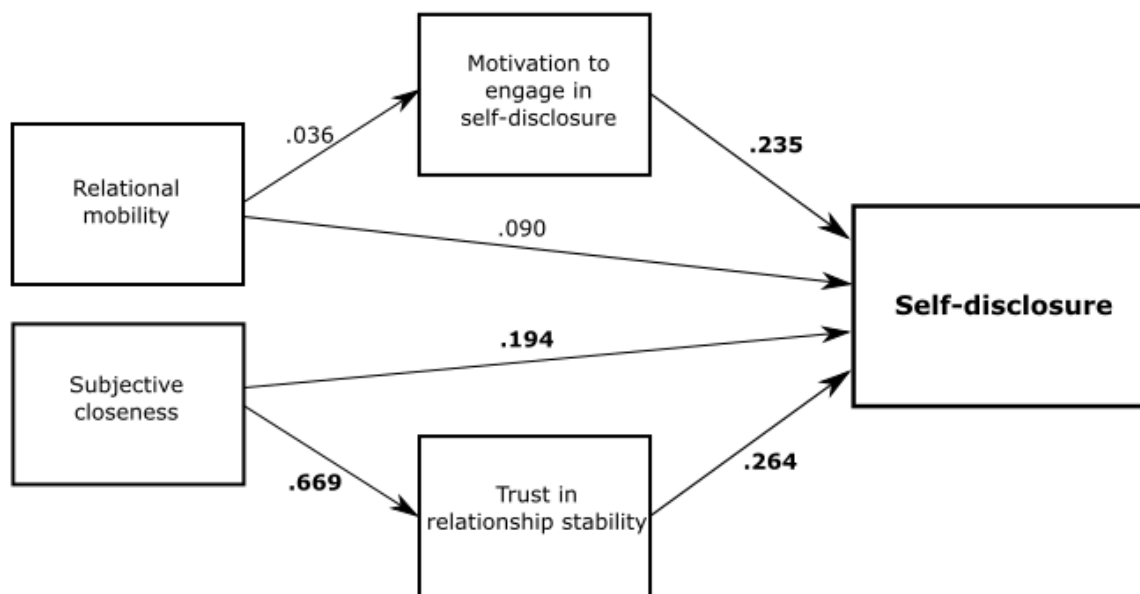 Motivation to
engage in
self-disclosure
.036
.235
Relational
mobility
.090
Self-disclosure
.194
Subjective
closeness
.669
.264
Trust in
relationship stability